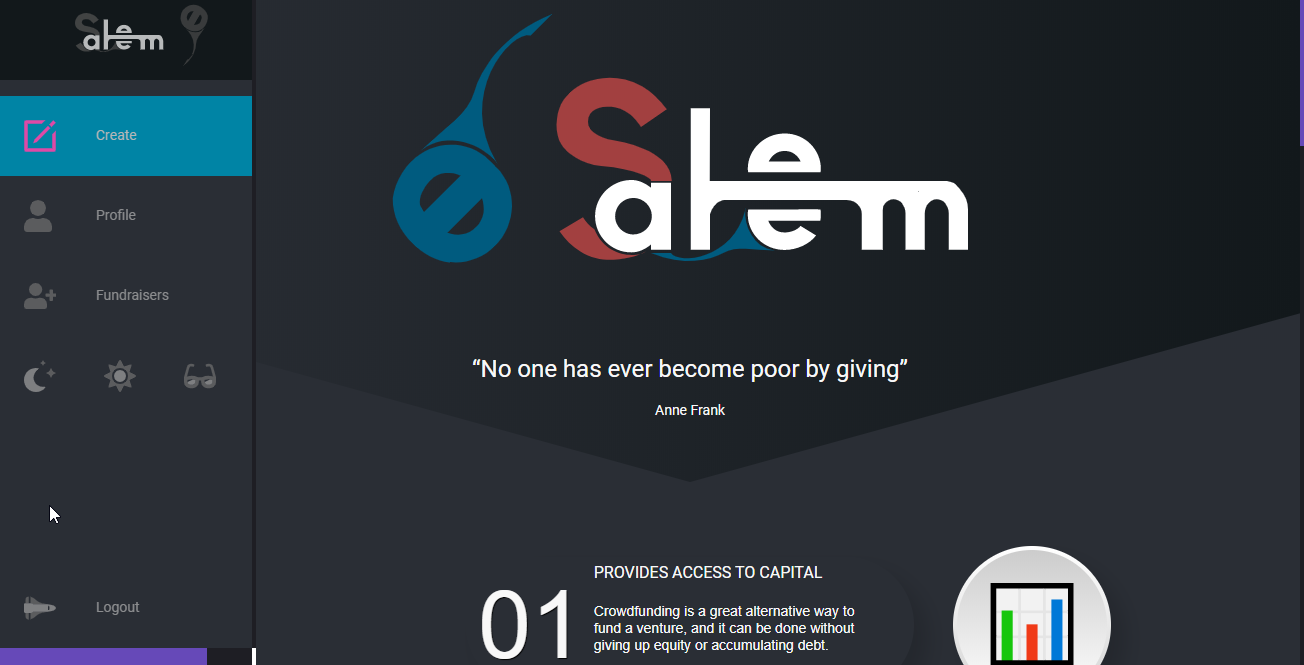 Salem
Create
Profile
Fundraisers
Logout
Salem
“No one has ever become poor by giving”
Anne Frank
01
PROVIDES ACCESS TO CAPITAL
Crowdfunding is a great alternative way to
fund a venture, and it can be done without
giving up equity or accumulating debt.